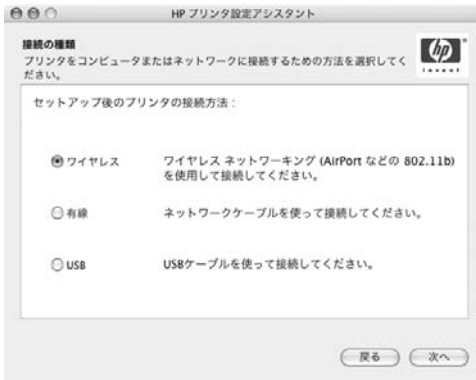 HP プリンタ設定アシスタント
接続の種類
プリンタをコンピュータまたはネットワークに接続するための方法を選択してく
ださい。
hp
invent
セットアップ後のプリンタの接続方法：
ワイヤレス
ワイヤレス ネットワーキング (AirPort などの 802.11b)
を使用して接続してください。
有線
ネットワークケーブルを使って接続してください。
USB
USBケーブルを使って接続してください。
戻る
次へ